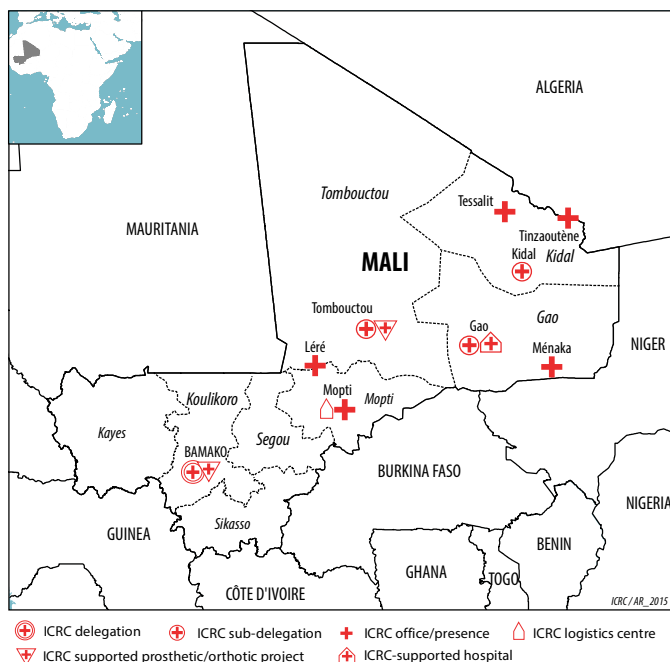 ALGERIA
Tombouctou
Tessalit
MAURITANIA
Tinzaoutène
Kidal
Kidal
MALI
Tombouctou
Gao
Gao
NIGER
Léré
Ménaka
Mopti
Mopti
Koulikoro
Kayes
Segou
BAMAKO
BURKINA FASO
NIGERIA
Sikasso
GUINEA
BENIN
GHANA
TOGO
CÔTE D'IVOIRE
ICRC / AR_2015
ICRC delegation
ICRC sub-delegation
ICRC office/presence
ICRC logistics centre
ICRC supported prosthetic/orthotic project
ICRC-supported hospital